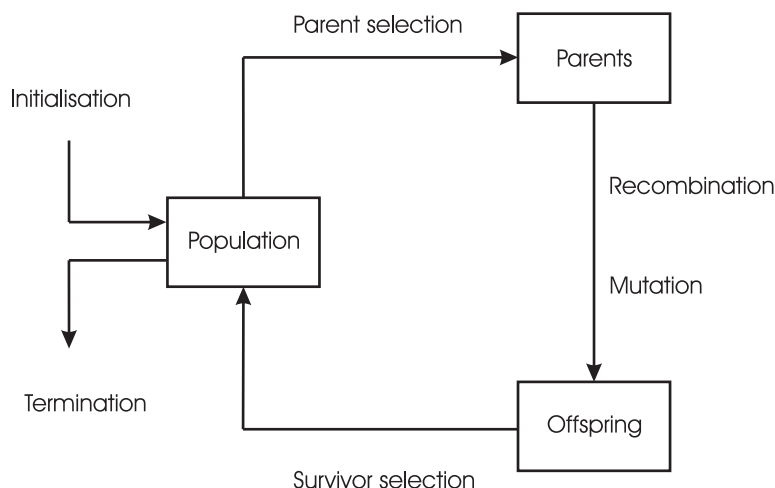 Parent selection
Parents
Initialisation
Recombination
Population
Mutation
Termination
Offspring
Survivor selection